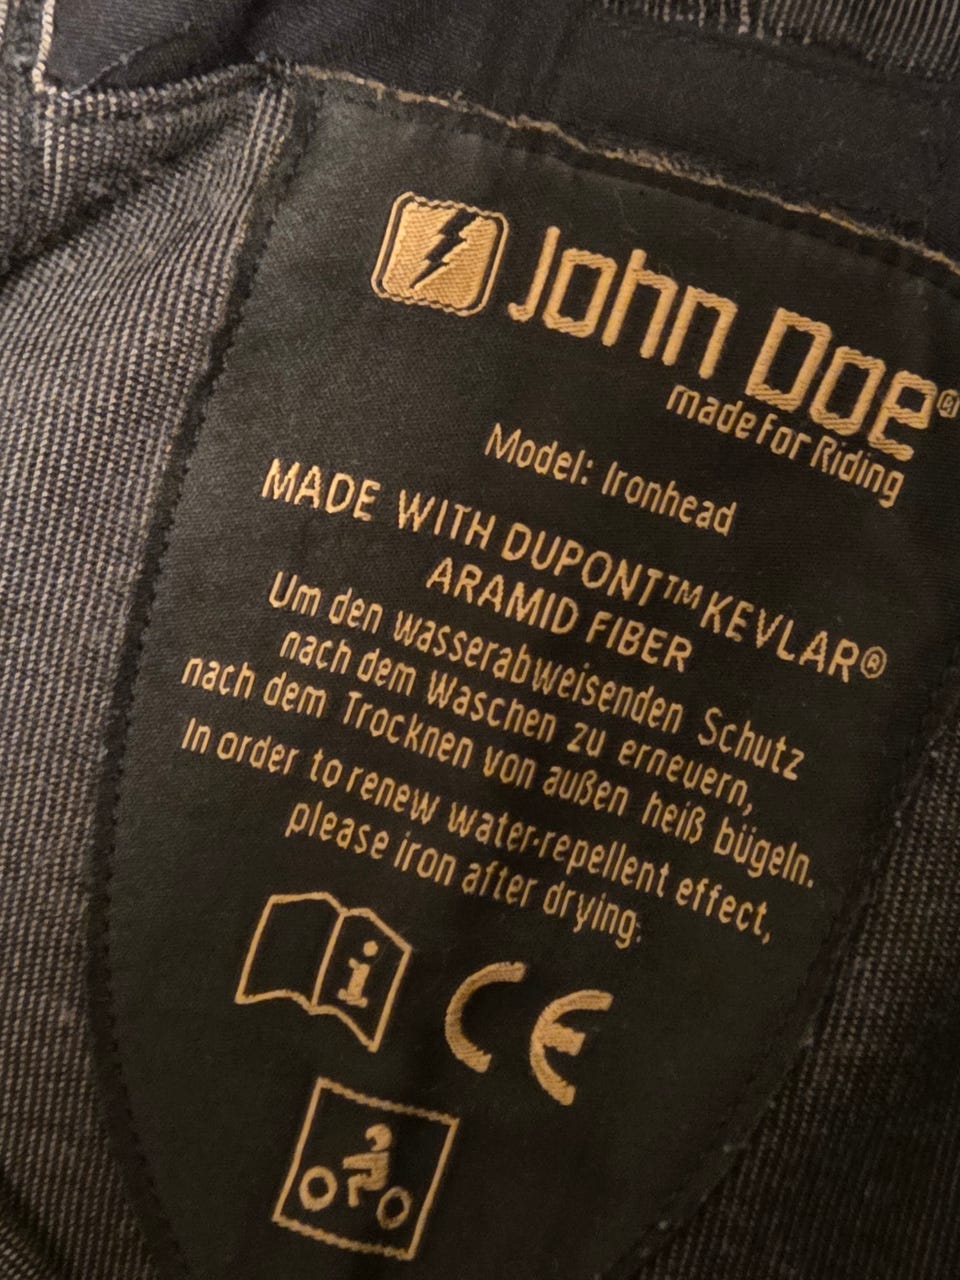 John Doe®
made for Riding
Model: Ironhead
MADE WITH DUPONT™ KEVLAR®
ARAMID FIBER
Um den wasserabweisenden Schutz
nach dem Waschen zu erneuern,
nach dem Trocknen von außen heiß bügeln.
In order to renew water-repellent effect,
please iron after drying.
i
CE